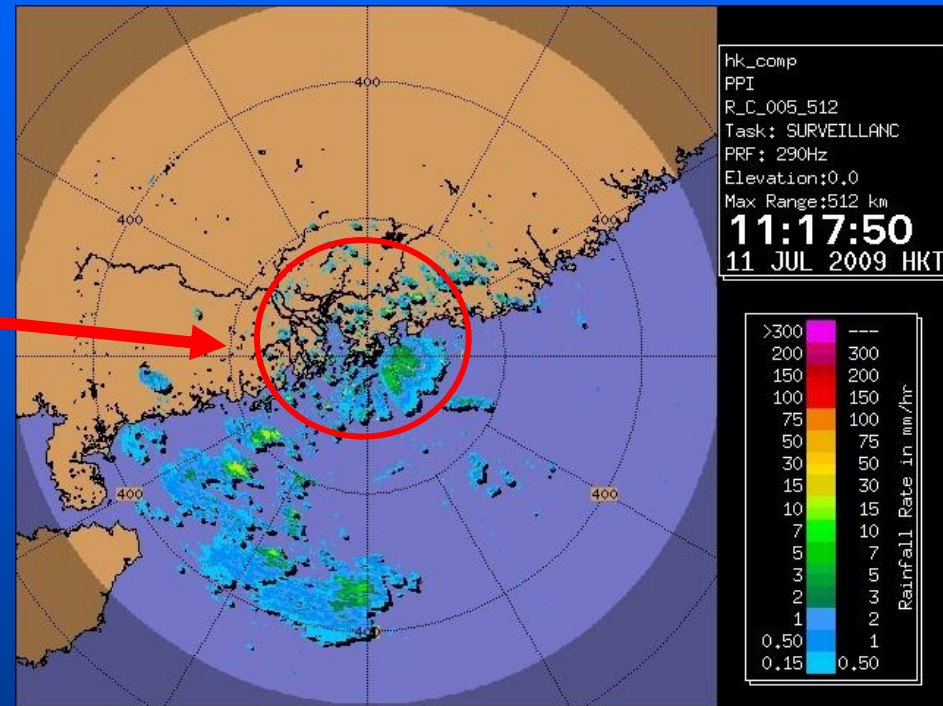 hk_comp
PPI
R_C_005_512
Task: SURVEILLANC
PRF: 290Hz
Elevation:0.0
Max Range:512 km
11:17:50
11 JUL 2009 HKT
400
400
400
400
400
400
>300 ---
200 300
150 200
100 150
75 100
50 75
30 50
15 30
10 15
7 10
5 7
3 5
2 3
1 2
0.50 1
0.15 0.50
Rainfall Rate in mm/hr